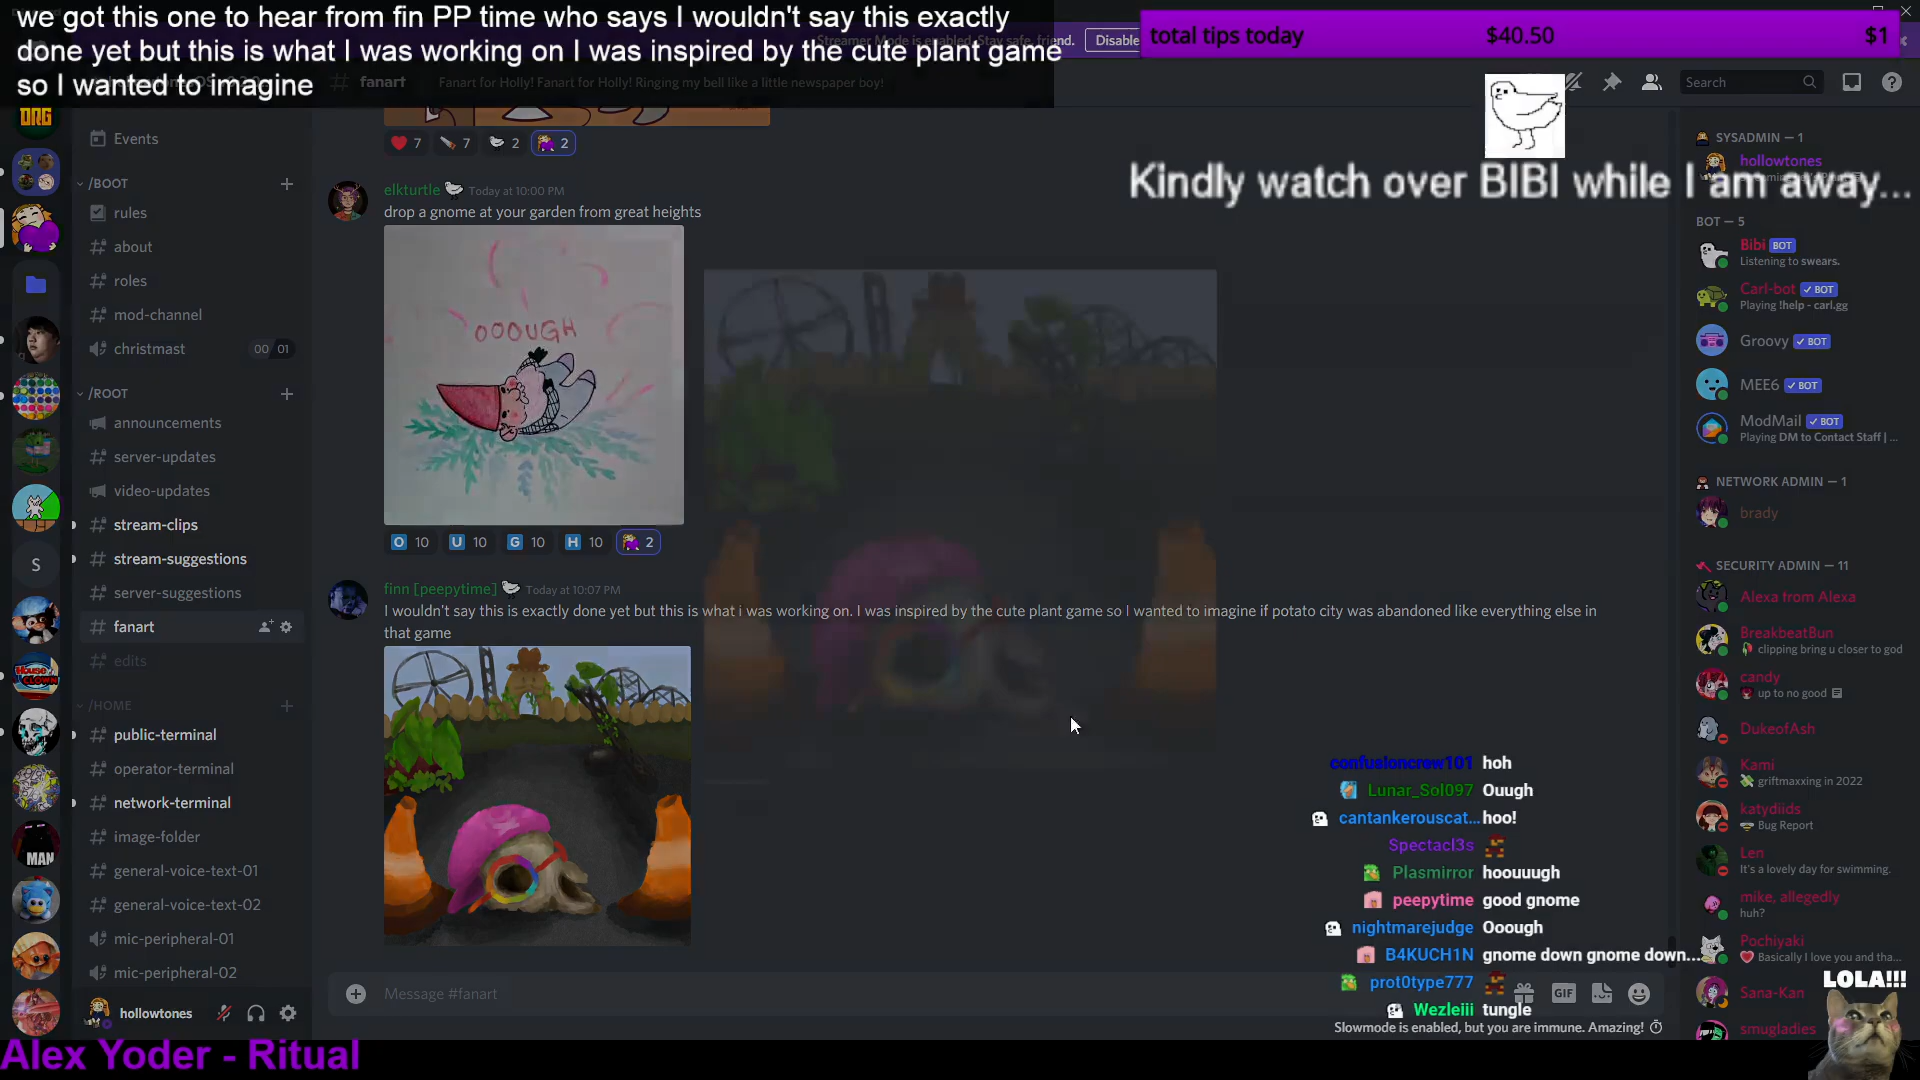 we got this one to hear from fin PP time who says I wouldn't say this exactly
done yet but this is what I was working on I was inspired by the cute plant game
so I wanted to imagine
Streamer Mode is enabled. Stay safe, friend.
Disable
total tips today $40.50 $1
fanart
Fanart for Holly! Fanart for Holly! Ringing my bell like a little newspaper boy!
Search
Kindly watch over BIBI while I am away...
ORG
S
MAN
Events
/BOOT
rules
about
roles
mod-channel
christmast 00 01
/ROOT
announcements
server-updates
video-updates
stream-clips
stream-suggestions
server-suggestions
fanart
edits
/HOME
public-terminal
operator-terminal
network-terminal
image-folder
general-voice-text-01
general-voice-text-02
mic-peripheral-01
mic-peripheral-02
hollowtones
7 7 2 2
elkturtle Today at 10:00 PM
drop a gnome at your garden from great heights
OOOUGH
O 10 U 10 G 10 H 10 2
finn [peepytime] Today at 10:07 PM
I wouldn't say this is exactly done yet but this is what i was working on. I was inspired by the cute plant game so I wanted to imagine if potato city was abandoned like everything else in
that game
Message #fanart
GIF
Slowmode is enabled, but you are immune. Amazing!
confusioncrew101 hoh
Lunar_Sol097 Ouugh
cantankerouscat... hoo!
Spectacl3s
Plasmirror hoouuugh
peepytime good gnome
nightmarejudge Ooough
B4KUCH1N gnome down gnome down...
prot0type777
Wezleiii tungle
SYSADMIN — 1
hollowtones
BOT — 5
Bibi BOT
Listening to swears.
Carl-bot ✓ BOT
Playing !help - carl.gg
Groovy ✓ BOT
MEE6 ✓ BOT
ModMail ✓ BOT
Playing DM to Contact Staff | ...
NETWORK ADMIN — 1
brady
SECURITY ADMIN — 11
Alexa from Alexa
BreakbeatBun
clipping bring u closer to god
candy
up to no good
DukeofAsh
Kami
griftmaxxing in 2022
katydiids
Bug Report
Len
It's a lovely day for swimming.
mike, allegedly
huh?
Pochiyaki
Basically I love you and tha...
Sana-Kan
smugladies
LOLA!!!
Alex Yoder - Ritual